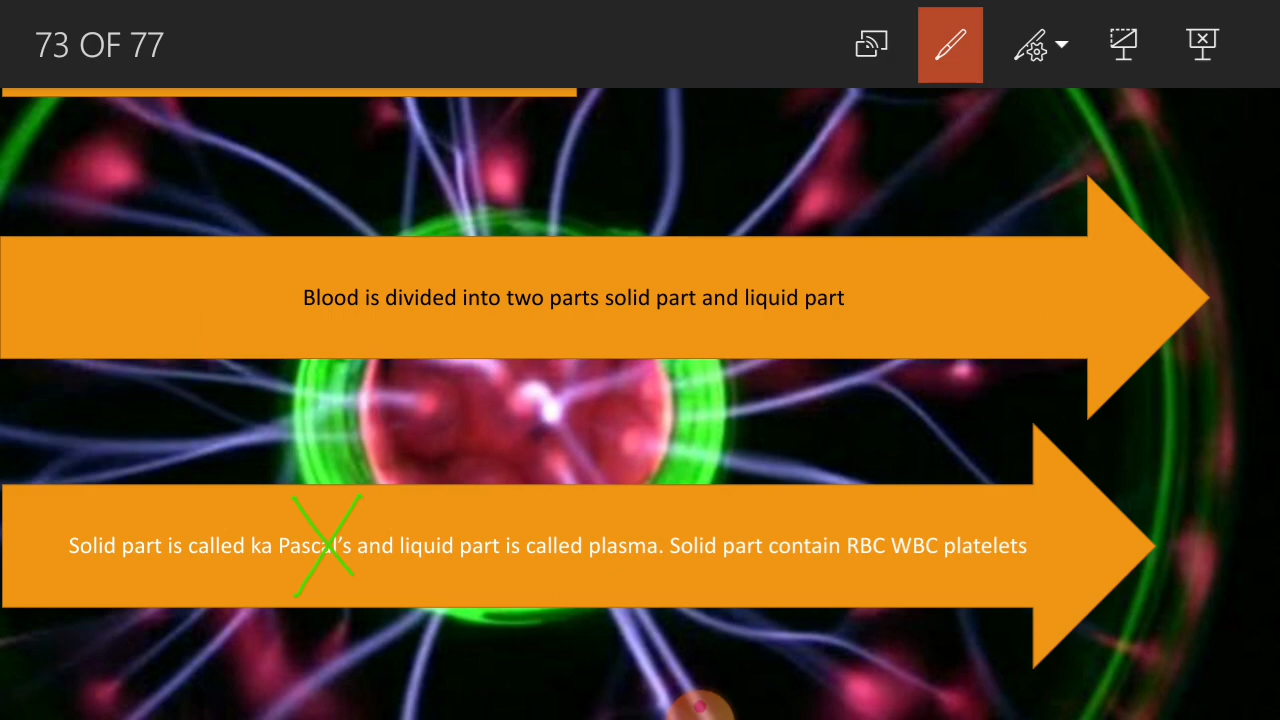 73 OF 77
Blood is divided into two parts solid part and liquid part
Solid part is called ka Pascal's and liquid part is called plasma. Solid part contain RBC WBC platelets